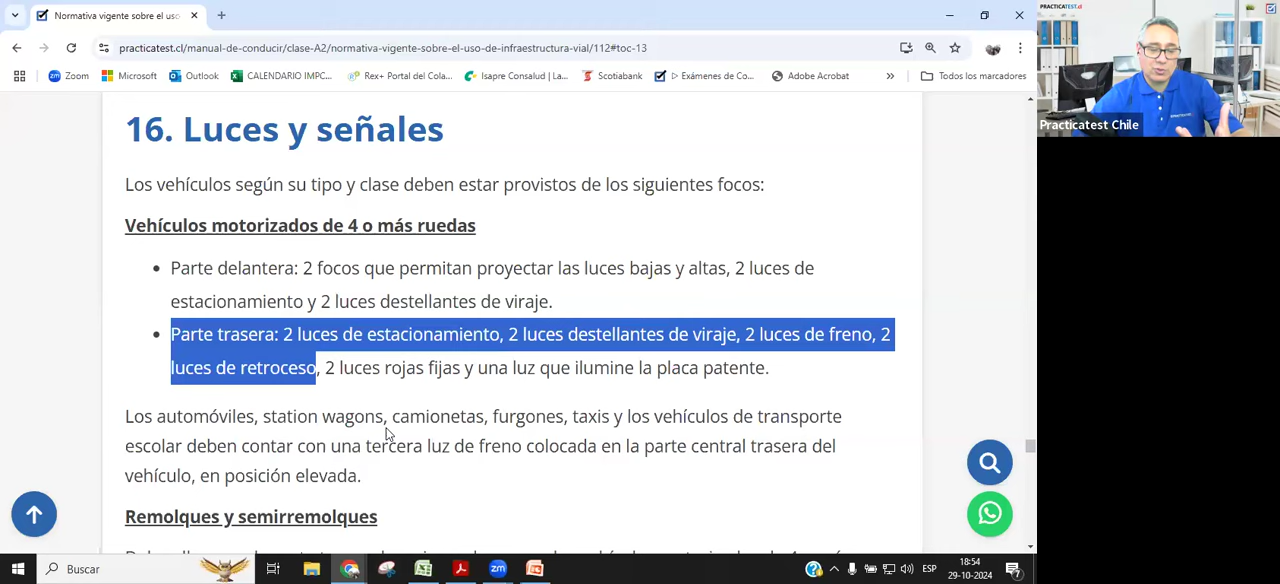 Normativa vigente sobre el uso
practicatest.cl/manual-de-conducir/clase-A2/normativa-vigente-sobre-el-uso-de-infraestructura-vial/112#toc-13
Zoom
Microsoft
Outlook
CALENDARIO IMPC...
Rex+ Portal del Cola...
Isapre Consalud | La...
Scotiabank
Exámenes de Co...
Adobe Acrobat
»
Todos los marcadores
PRACTICATEST.cl
Practicatest Chile
16. Luces y señales
Los vehículos según su tipo y clase deben estar provistos de los siguientes focos:
Vehículos motorizados de 4 o más ruedas
• Parte delantera: 2 focos que permitan proyectar las luces bajas y altas, 2 luces de
estacionamiento y 2 luces destellantes de viraje.
• Parte trasera: 2 luces de estacionamiento, 2 luces destellantes de viraje, 2 luces de freno, 2
luces de retroceso, 2 luces rojas fijas y una luz que ilumine la placa patente.
Los automóviles, station wagons, camionetas, furgones, taxis y los vehículos de transporte
escolar deben contar con una tercera luz de freno colocada en la parte central trasera del
vehículo, en posición elevada.
Remolques y semirremolques
Buscar
ESP
18:54
29-10-2024